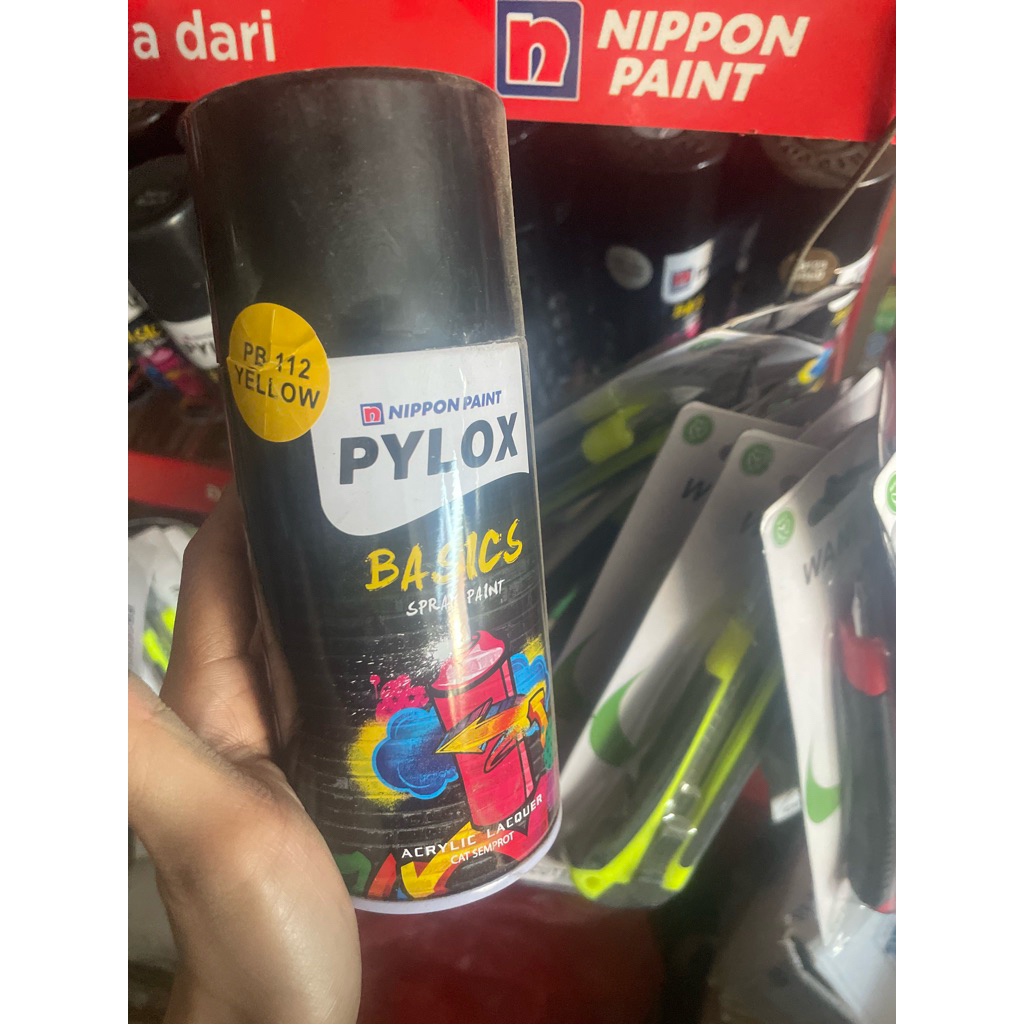 a dari
n NIPPON
PAINT
PB 112
YELLOW
n NIPPON PAINT
PYLOX
BASICS
SPRAY PAINT
ACRYLIC LACQUER
CAT SEMPROT